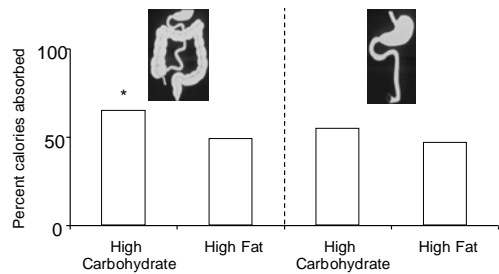 Percent calories absorbed
100
50
0
*
High
Carbohydrate
High Fat
High
Carbohydrate
High Fat